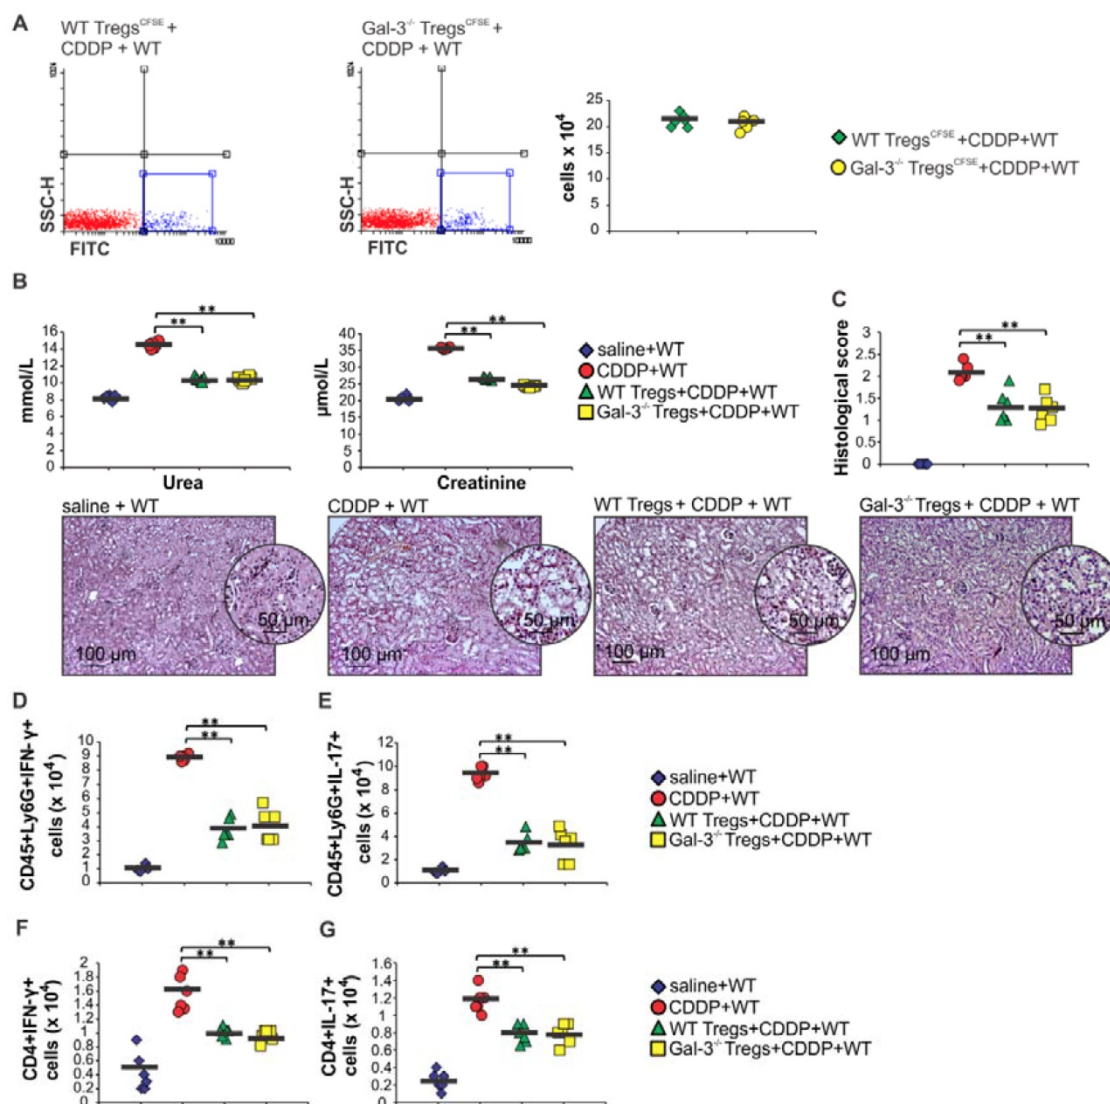 A
WT Tregs^CFSE +
CDDP + WT
Gal-3^-/- Tregs^CFSE +
CDDP + WT
1024
SSC-H
FITC
10000
1024
SSC-H
FITC
10000
cells x 10^4
25
20
15
10
5
0
WT Tregs^CFSE +CDDP+WT
Gal-3^-/- Tregs^CFSE+CDDP+WT
B
mmol/L
16
14
12
10
8
6
4
2
0
**
**
Urea
µmol/L
40
35
30
25
20
15
10
5
0
**
**
Creatinine
saline+WT
CDDP+WT
WT Tregs+CDDP+WT
Gal-3^-/- Tregs+CDDP+WT
C
Histological score
3
2.5
2
1.5
1
0.5
0
**
**
saline + WT
CDDP + WT
WT Tregs + CDDP + WT
Gal-3^-/- Tregs + CDDP + WT
100 µm
50 µm
100 µm
50 µm
100 µm
50 µm
100 µm
50 µm
D
CD45+Ly6G+IFN-γ+
cells (x 10^4)
10
9
8
7
6
5
4
3
2
1
0
**
**
E
CD45+Ly6G+IL-17+
cells (x 10^4)
12
10
8
6
4
2
0
**
**
saline+WT
CDDP+WT
WT Tregs+CDDP+WT
Gal-3^-/- Tregs+CDDP+WT
F
CD4+IFN-γ+
cells (x 10^4)
2
1.8
1.6
1.4
1.2
1
0.8
0.6
0.4
0.2
**
**
G
CD4+IL-17+
cells (x 10^4)
1.6
1.4
1.2
1
0.8
0.6
0.4
0.2
**
**
saline+WT
CDDP+WT
WT Tregs+CDDP+WT
Gal-3^-/- Tregs+CDDP+WT